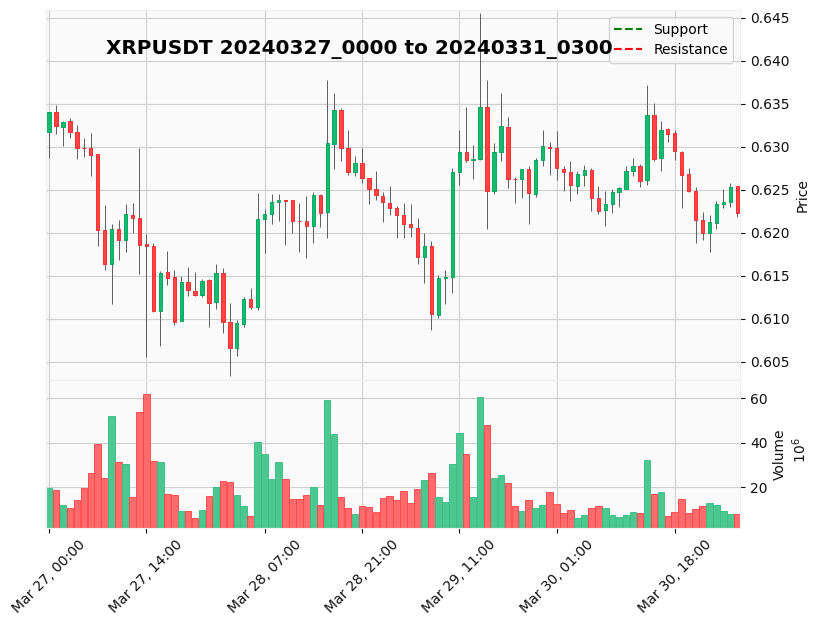 XRPUSDT 20240327_0000 to 20240331_0300
Support
Resistance
0.645
0.640
0.635
0.630
0.625
0.620
0.615
0.610
0.605
Price
60
40
20
Volume
10^6
Mar 27, 00:00
Mar 27, 14:00
Mar 28, 07:00
Mar 28, 21:00
Mar 29, 11:00
Mar 30, 01:00
Mar 30, 18:00